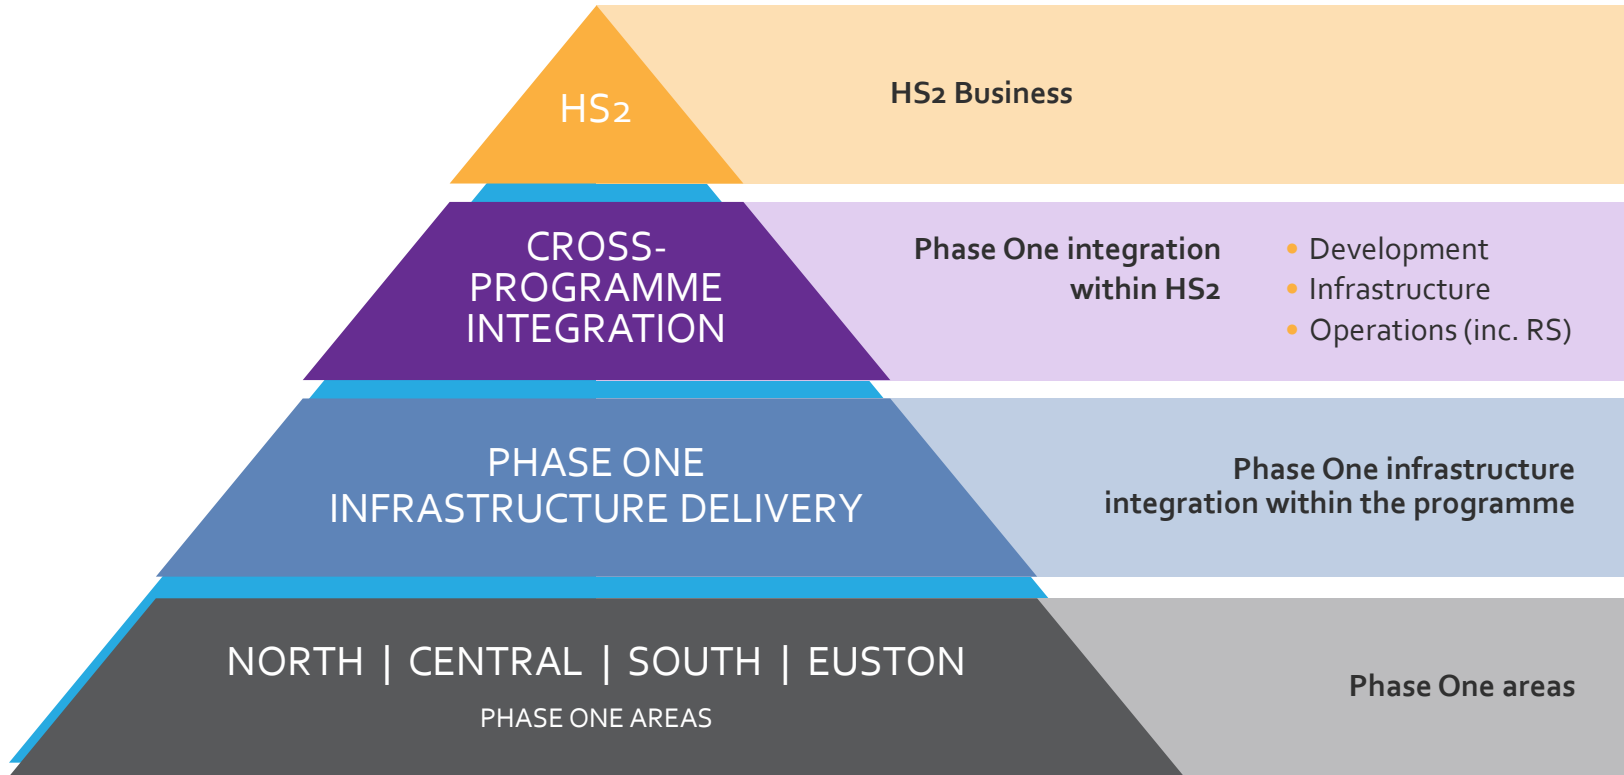 HS2
HS2 Business
CROSS-
PROGRAMME
INTEGRATION
Phase One integration
within HS2
• Development
• Infrastructure
• Operations (inc. RS)
PHASE ONE
INFRASTRUCTURE DELIVERY
Phase One infrastructure
integration within the programme
NORTH | CENTRAL | SOUTH | EUSTON
PHASE ONE AREAS
Phase One areas